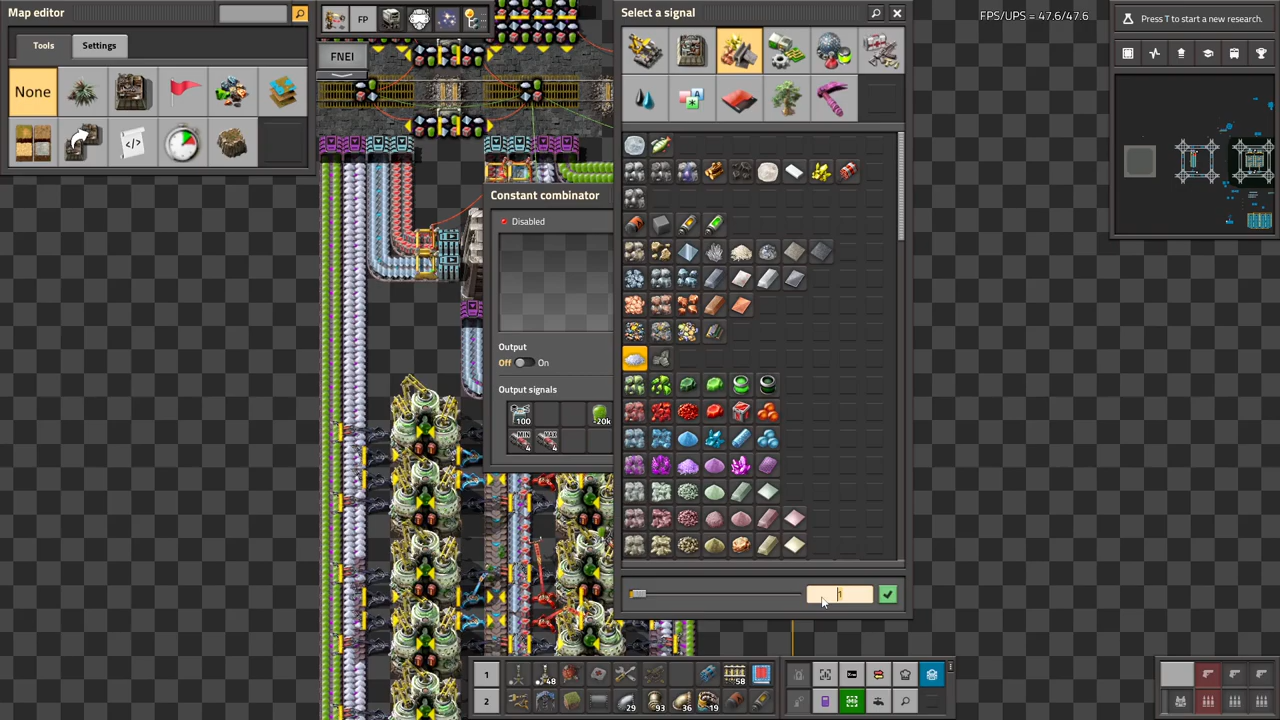 Map editor
Tools
Settings
None
</>
FP
FNEI
Select a signal
FPS/UPS = 47.6/47.6
Press T to start a new research.
Constant combinator
Disabled
Output
Off
On
Output signals
100
-20k
MIN
4
MAX
4
1
1
48
58
2
29
93
36
19